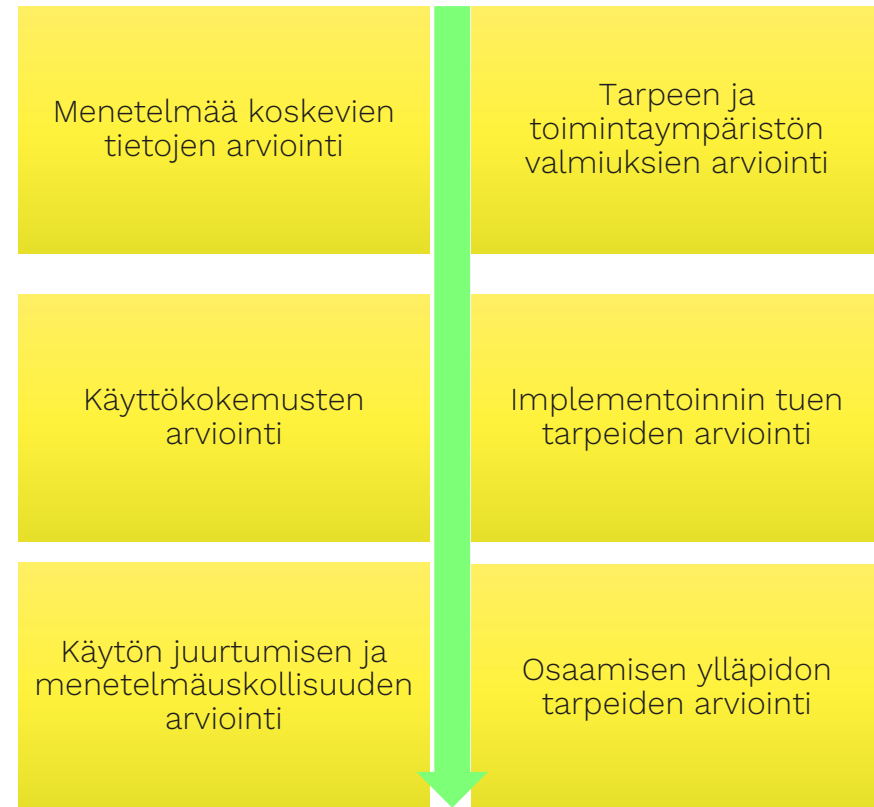 Menetelmää koskevien
tietojen arviointi
Tarpeen ja
toimintaympäristön
valmiuksien arviointi
Käyttökokemusten
arviointi
Implementoinnin tuen
tarpeiden arviointi
Käytön juurtumisen ja
menetelmäuskollisuuden
arviointi
Osaamisen ylläpidon
tarpeiden arviointi